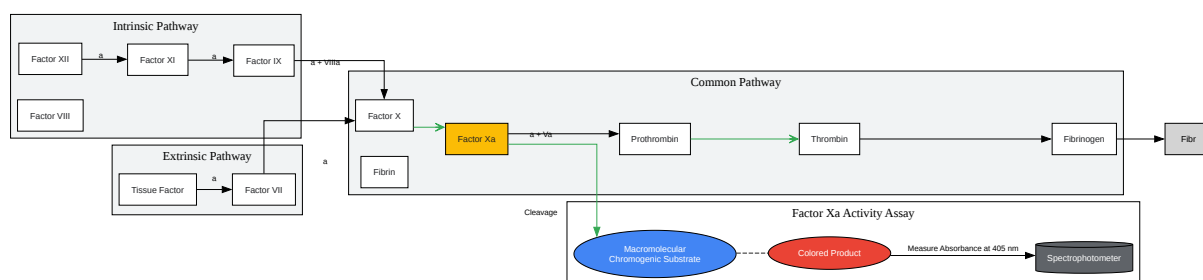 Intrinsic Pathway
Factor XII
a
Factor XI
a
Factor IX
a + VIIIa
Factor VIII
Common Pathway
Factor X
Factor Xa
a + Va
Prothrombin
Thrombin
Fibrinogen
Fibr
Fibrin
Extrinsic Pathway
Tissue Factor
a
Factor VII
a
Cleavage
Factor Xa Activity Assay
Macromolecular
Chromogenic Substrate
Colored Product
Measure Absorbance at 405 nm
Spectrophotometer